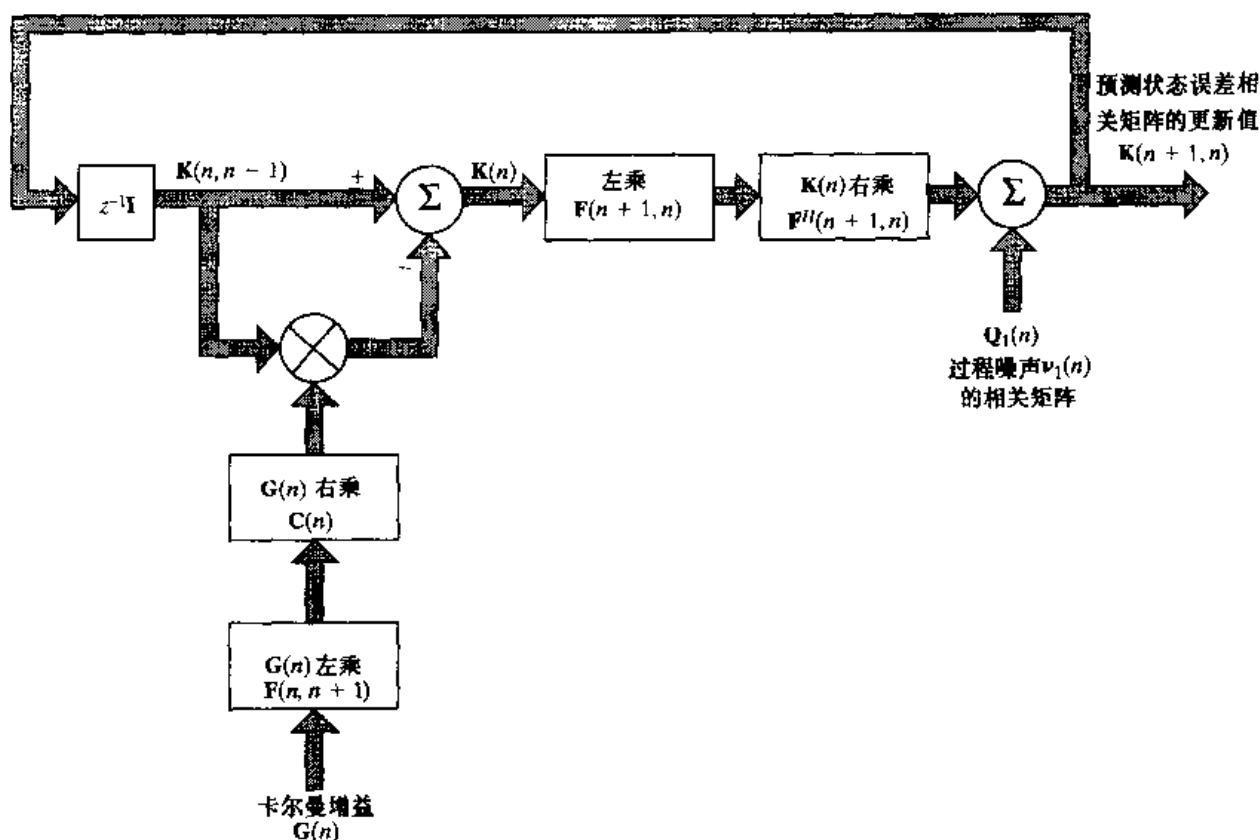 预测状态误差相
关矩阵的更新值
K(n + 1, n)
K(n, n − 1)
+
Σ
K(n)
z⁻¹I
左乘
F(n + 1, n)
K(n) 右乘
Fᴴ(n + 1, n)
Σ
−
Q₁(n)
过程噪声ν₁(n)
的相关矩阵
G(n) 右乘
C(n)
G(n) 左乘
F(n, n + 1)
卡尔曼增益
G(n)